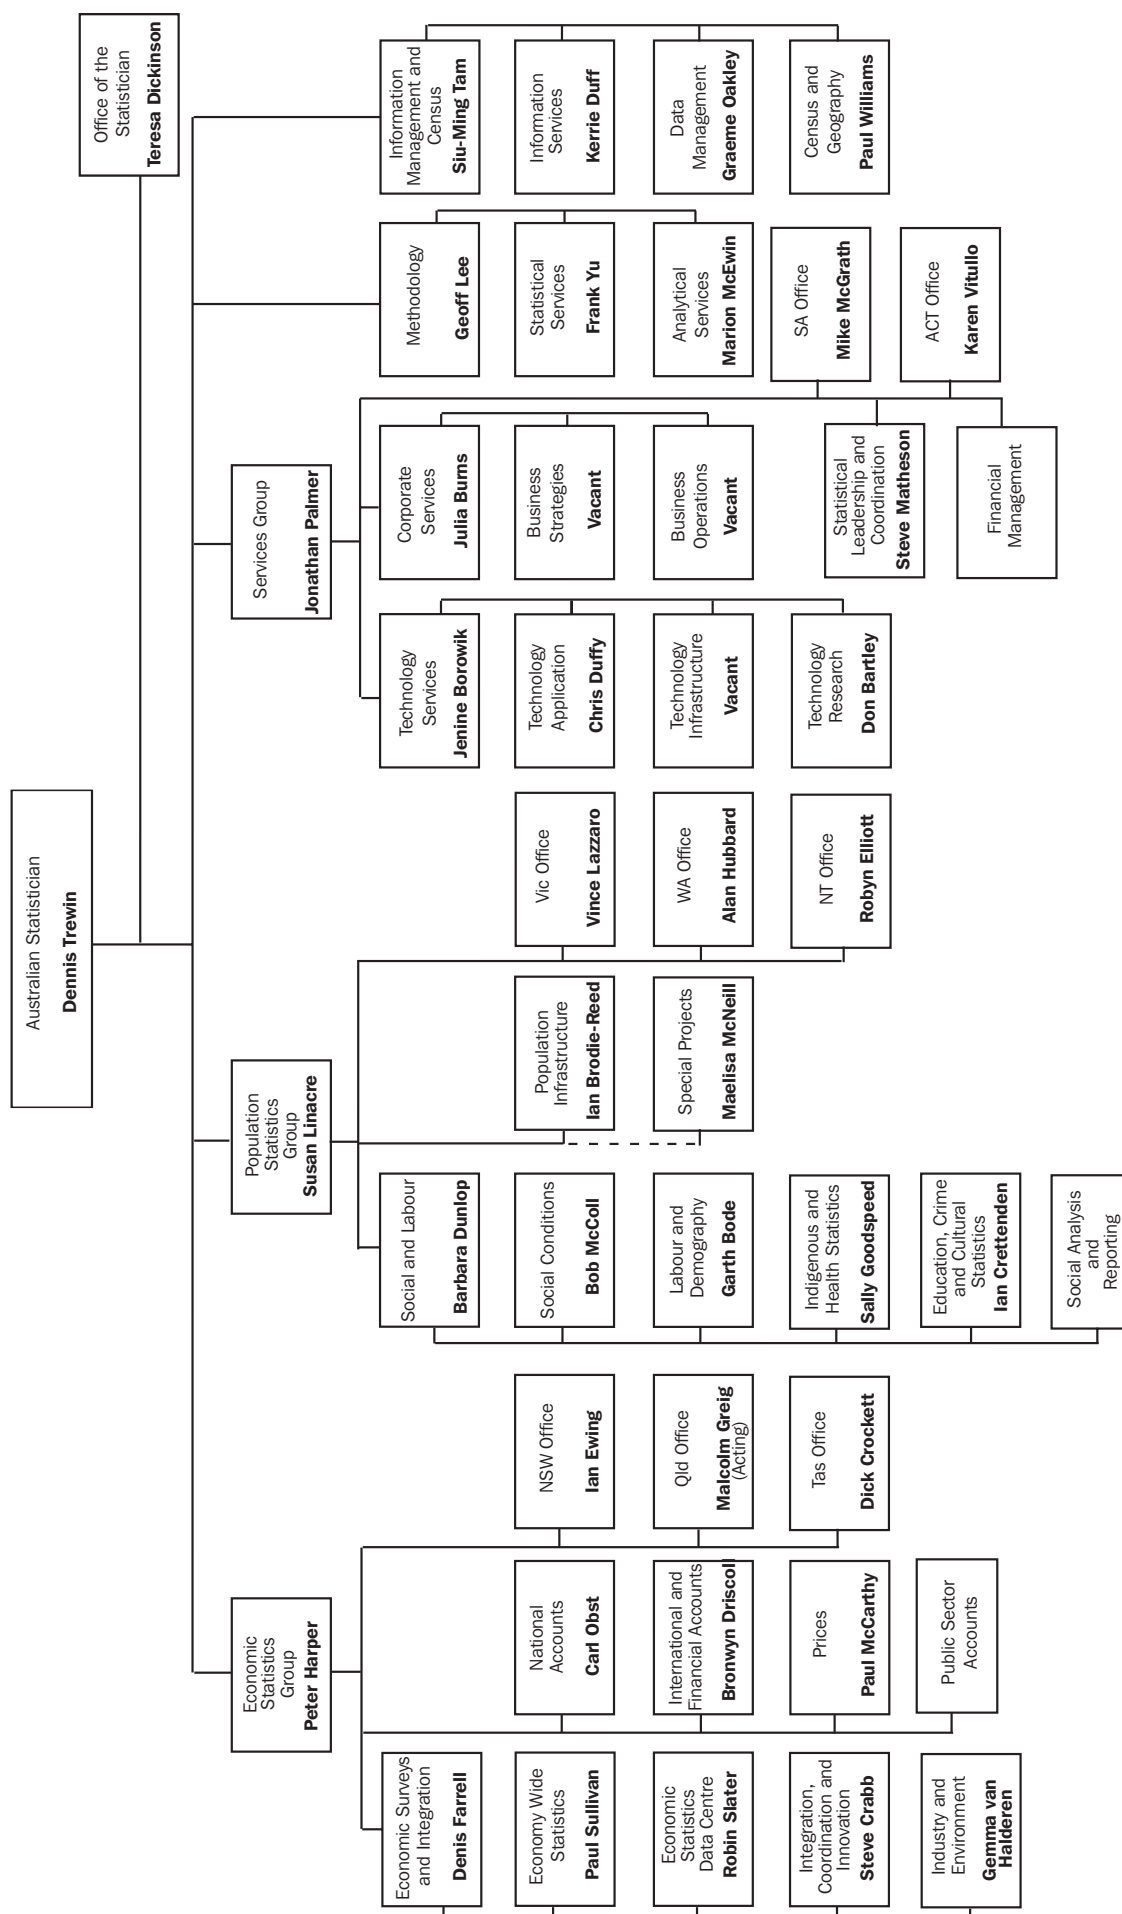 Australian Statistician
Dennis Trewin
Office of the
Statistician
Teresa Dickinson
Economic
Statistics
Group
Peter Harper
Population
Statistics
Group
Susan Linacre
Services Group
Jonathan Palmer
Economic Surveys
and Integration
Denis Farrell
Economy Wide
Statistics
Paul Sullivan
Economic
Statistics
Data Centre
Robin Slater
Integration,
Coordination and
Innovation
Steve Crabb
Industry and
Environment
Gemma van
Halderen
National
Accounts
Carl Obst
International and
Financial Accounts
Bronwyn Driscoll
Prices
Paul McCarthy
Public Sector
Accounts
NSW Office
Ian Ewing
Qld Office
Malcolm Greig
(Acting)
Tas Office
Dick Crockett
Social and Labour
Barbara Dunlop
Social Conditions
Bob McColl
Labour and
Demography
Garth Bode
Indigenous and
Health Statistics
Sally Goodspeed
Education, Crime
and Cultural
Statistics
Ian Crettenden
Social Analysis
and
Reporting
Population
Infrastructure
Ian Brodie-Reed
Special Projects
Maelisa McNeill
Vic Office
Vince Lazzaro
WA Office
Alan Hubbard
NT Office
Robyn Elliott
Technology
Services
Jenine Borowik
Technology
Application
Chris Duffy
Technology
Infrastructure
Vacant
Technology
Research
Don Bartley
Corporate
Services
Julia Burns
Business
Strategies
Vacant
Business
Operations
Vacant
Statistical
Leadership and
Coordination
Steve Matheson
Financial
Management
Methodology
Geoff Lee
Statistical
Services
Frank Yu
Analytical
Services
Marion McEwin
SA Office
Mike McGrath
ACT Office
Karen Vitullo
Information
Management and
Census
Siu-Ming Tam
Information
Services
Kerrie Duff
Data
Management
Graeme Oakley
Census and
Geography
Paul Williams